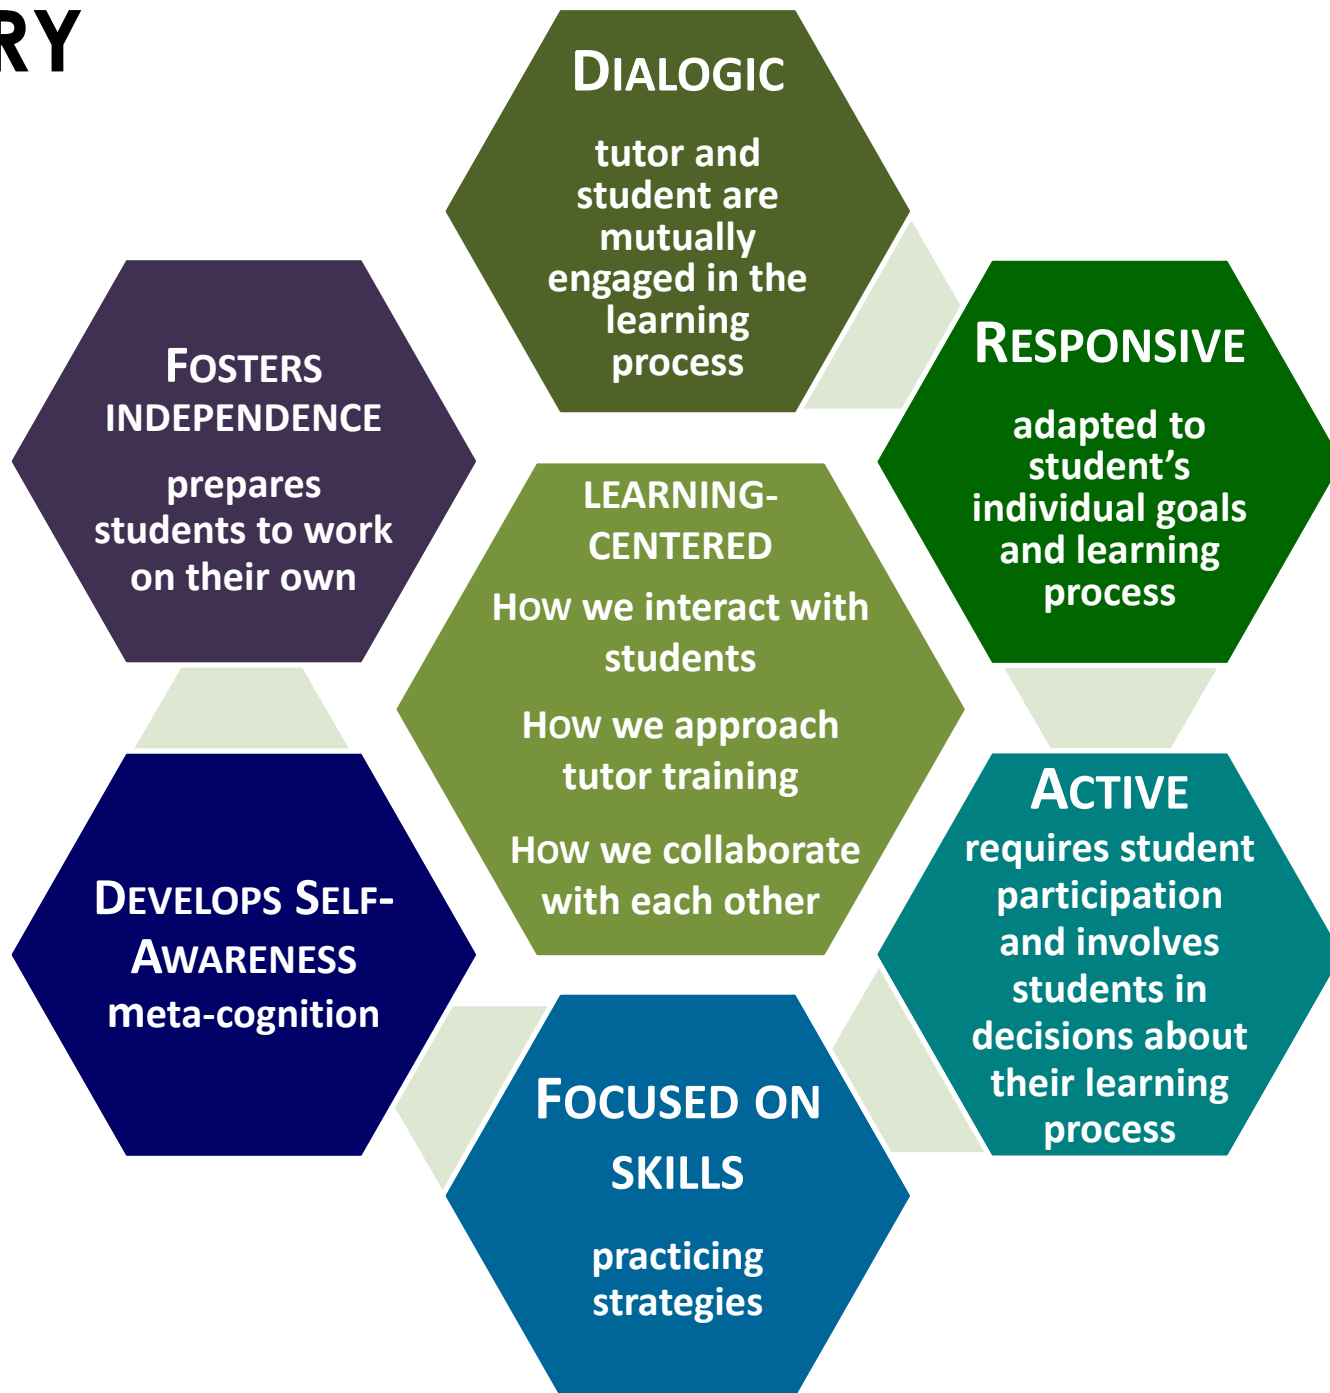 RY
DIALOGIC
tutor and
student are
mutually
engaged in the
learning
process
RESPONSIVE
adapted to
student's
individual goals
and learning
process
ACTIVE
requires student
participation
and involves
students in
decisions about
their learning
process
FOCUSED ON
SKILLS
practicing
strategies
DEVELOPS SELF-
AWARENESS
meta-cognition
FOSTERS
INDEPENDENCE
prepares
students to work
on their own
LEARNING-
CENTERED
HOW we interact with
students
HOW we approach
tutor training
HOW we collaborate
with each other